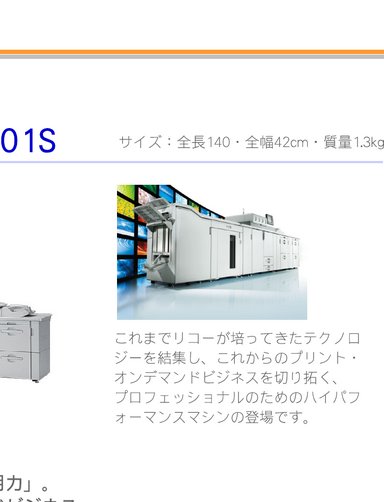 01S
サイズ：全長140・全幅42cm・質量1.3kg
これまでリコーが培ってきたテクノロ
ジーを結集し、これからのプリント・
オンデマンドビジネスを切り拓く、
プロフェッショナルのためのハイパフ
ォーマンスマシンの登場です。
力」。